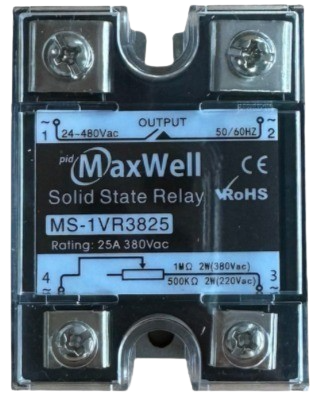 OUTPUT
~ ~
1 24-480Vac 50/60HZ 2
pid MaxWell CE
Solid State Relay RoHS
MS-1VR3825
Rating: 25A 380Vac
4 1MΩ 2W(380Vac) 3
~ 500KΩ 2W(220Vac) ~